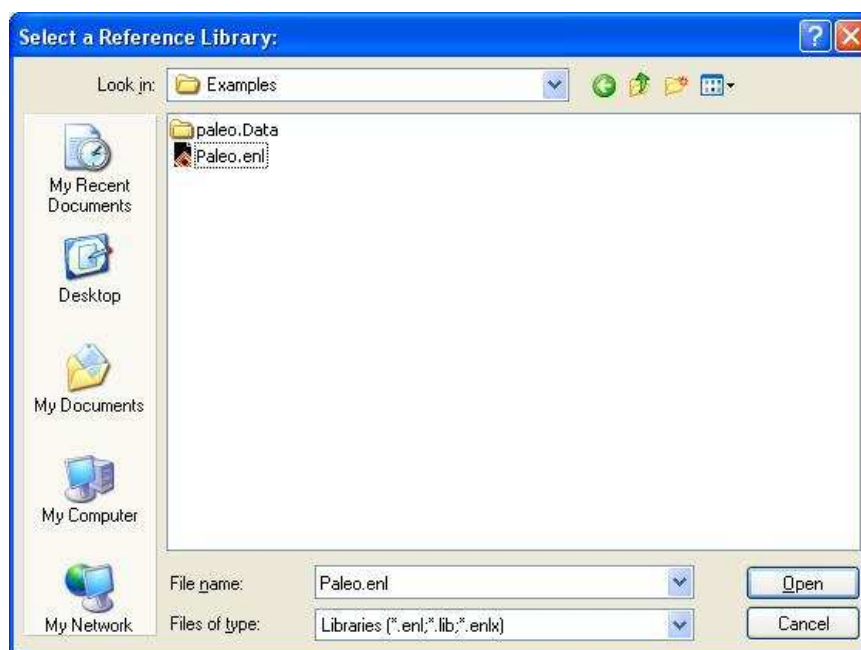 Select a Reference Library:
Look in:
Examples
paleo.Data
Paleo.enl
My Recent
Documents
Desktop
My Documents
My Computer
My Network
File name:
Paleo.enl
Open
Files of type:
Libraries (*.enl;*.lib;*.enlx)
Cancel